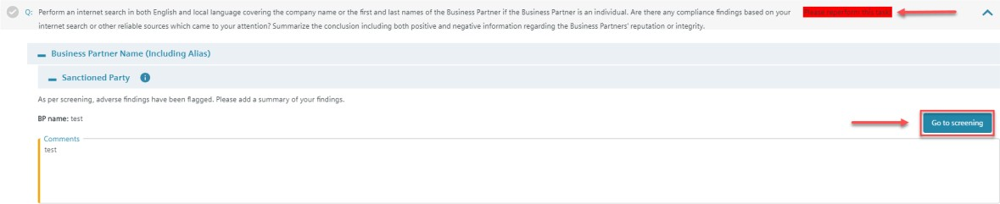 Q: Perform an internet search in both English and local language covering the company name or the first and last names of the Business Partner if the Business Partner is an individual. Are there any compliance findings based on your
Please reperform this task!
internet search or other reliable sources which came to your attention? Summarize the conclusion including both positive and negative information regarding the Business Partners' reputation or integrity.
Business Partner Name (Including Alias)
Sanctioned Party
As per screening, adverse findings have been flagged. Please add a summary of your findings.
BP name: test
Go to screening
Comments
test